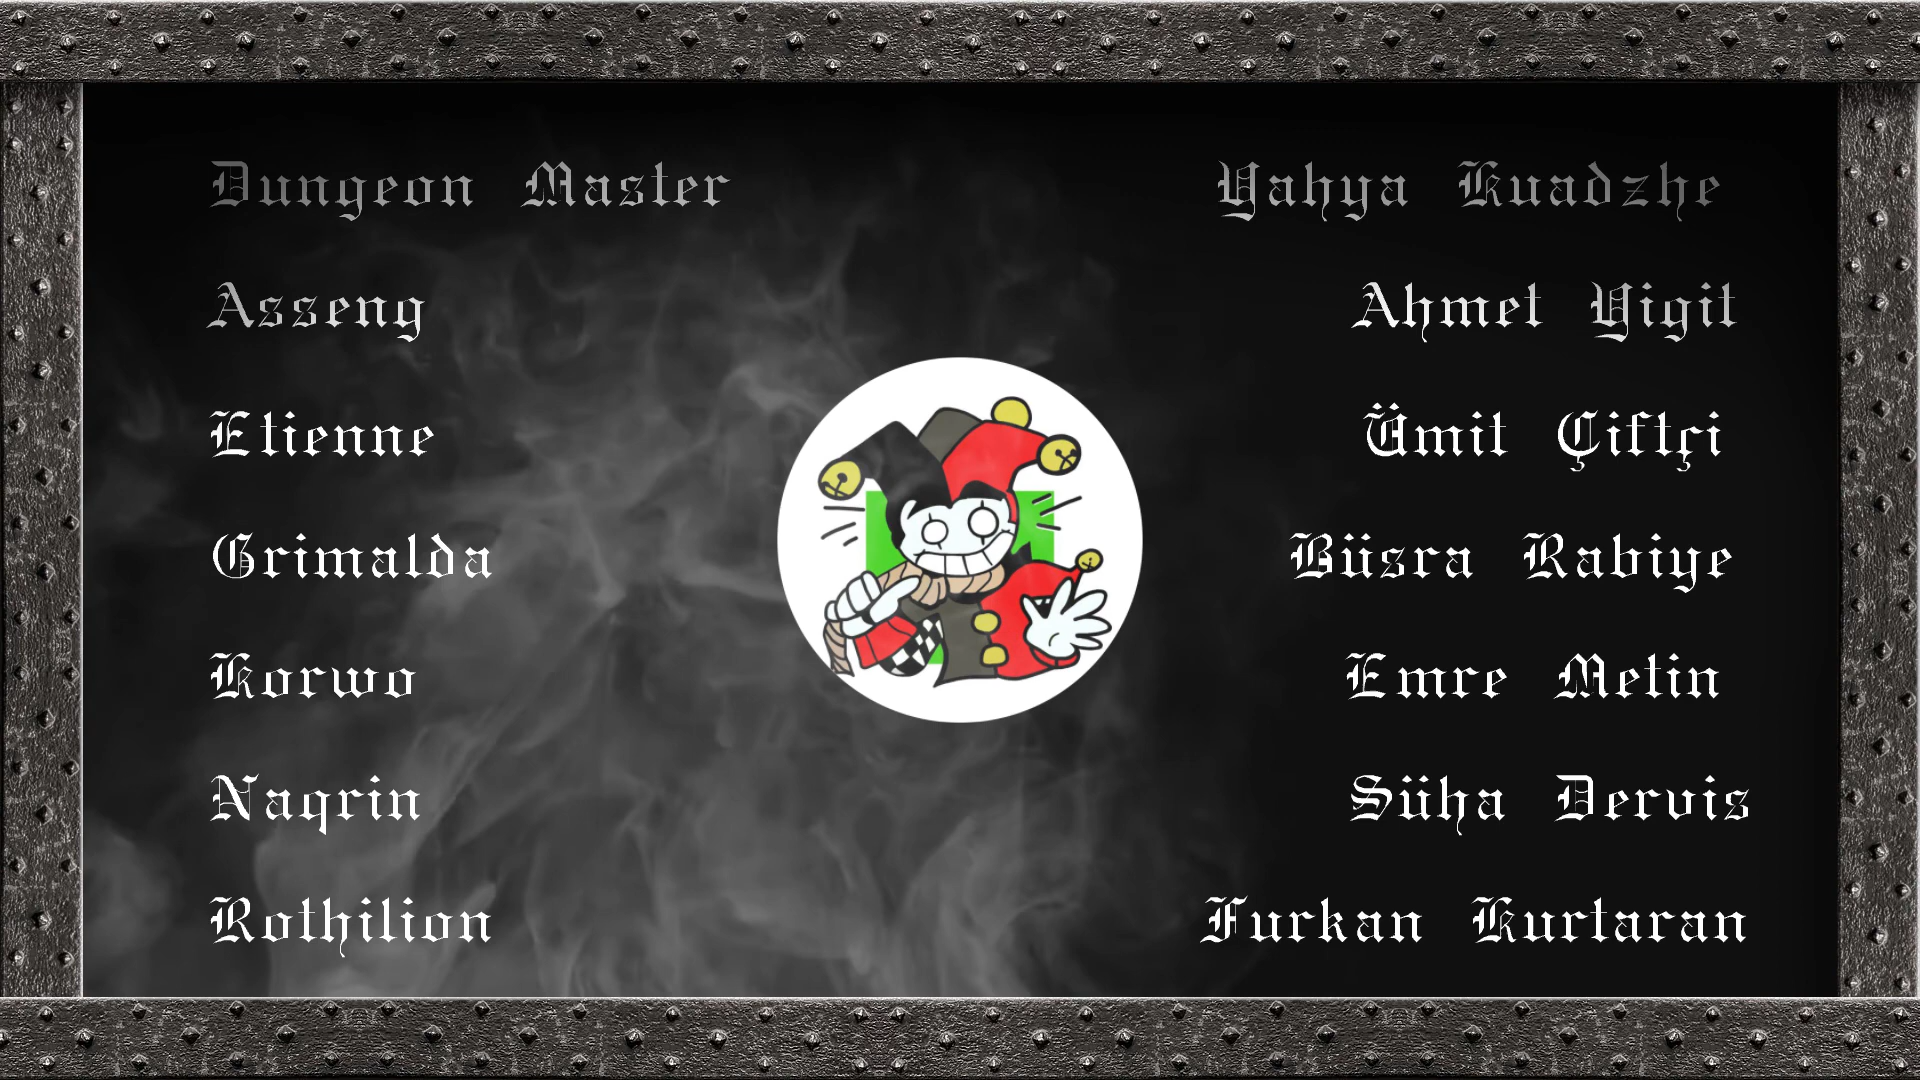 Dungeon Master Yahya Kuadzhe
Asseng Ahmet Yigit
Etienne Ümit Çiftçi
Grimalda Büsra Rabiye
Korwo Emre Metin
Naqrin Süha Dervis
Rothilion Furkan Kurtaran